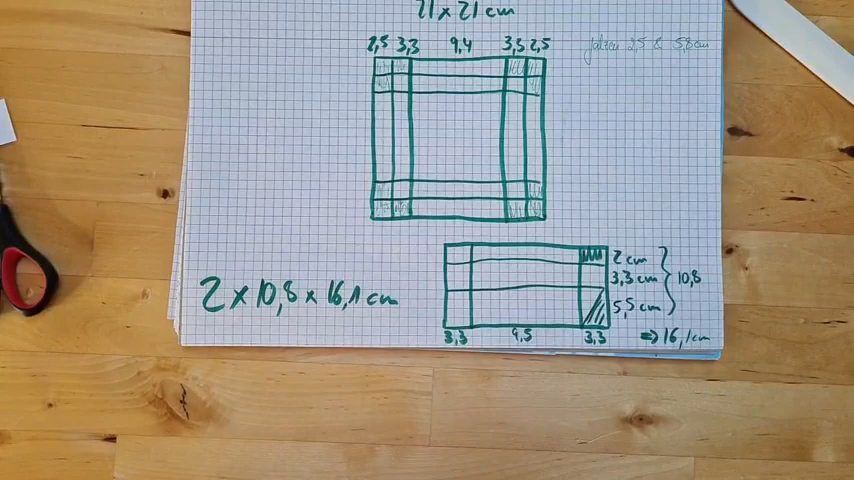 21 x 21 cm
2,5 3,3 9,4 3,3 2,5
falzen 2,5 & 5,8 cm
2 cm
3,3 cm
5,5 cm
10,8
2 x 10,8 x 16,1 cm
3,3 9,5 3,3
=> 16,1 cm